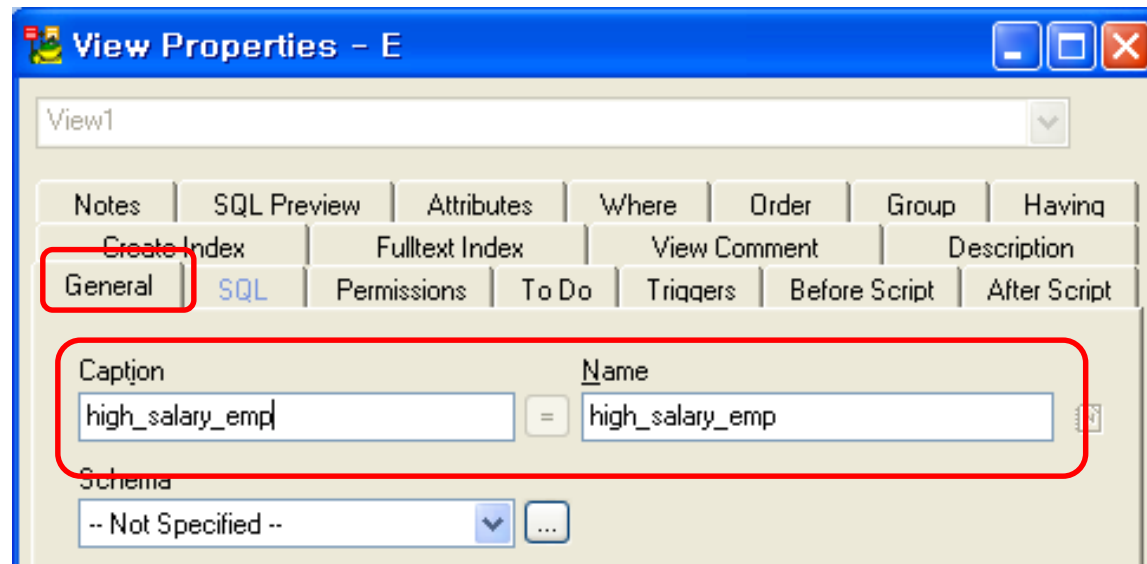 View Properties - E
View1
Notes SQL Preview Attributes Where Order Group Having
Create Index Fulltext Index View Comment Description
General SQL Permissions To Do Triggers Before Script After Script
Caption Name
high_salary_emp = high_salary_emp
Schema
-- Not Specified -- ...